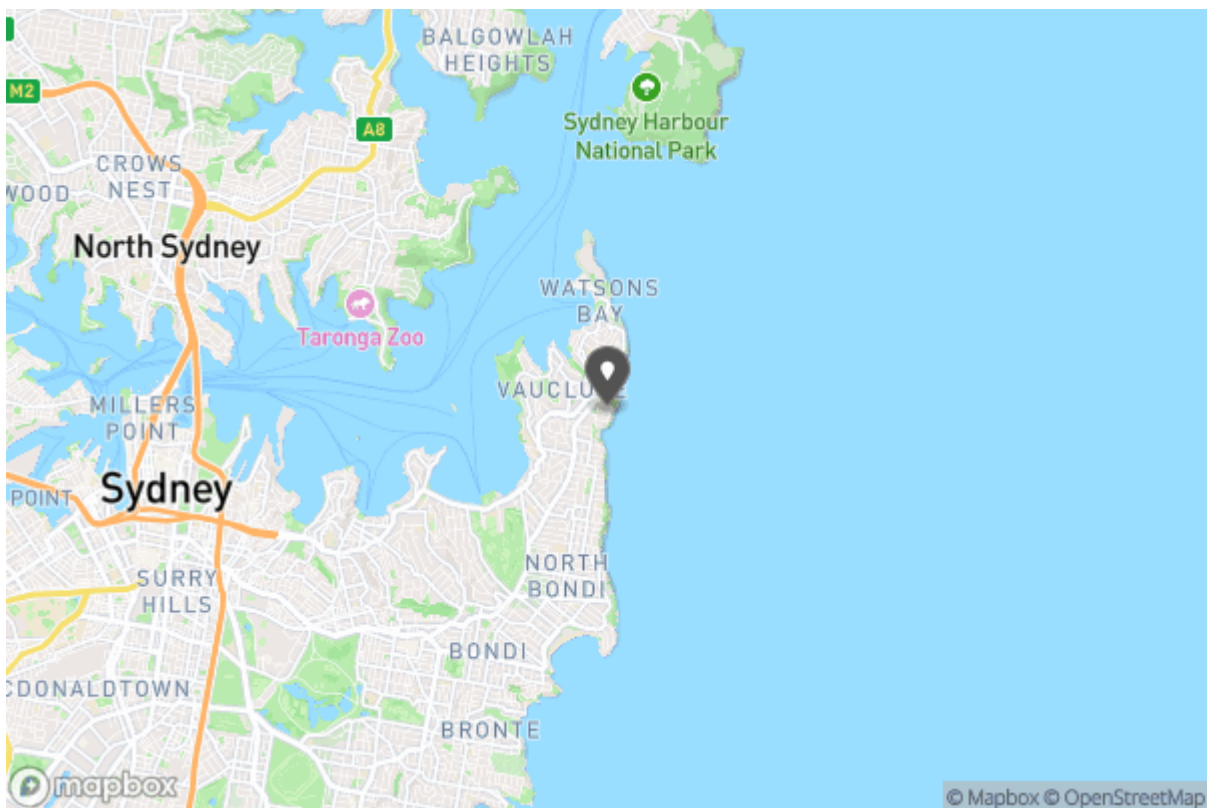 BALGOWLAH
HEIGHTS
M2
Sydney Harbour
National Park
A8
CROWS
NEST
WOOD
North Sydney
WATSONS
BAY
Taronga Zoo
VAUCLUSE
MILLERS
POINT
Sydney
POINT
NORTH
BONDI
SURRY
HILLS
BONDI
CDONALDTOWN
BRONTE
mapbox
© Mapbox © OpenStreetMap